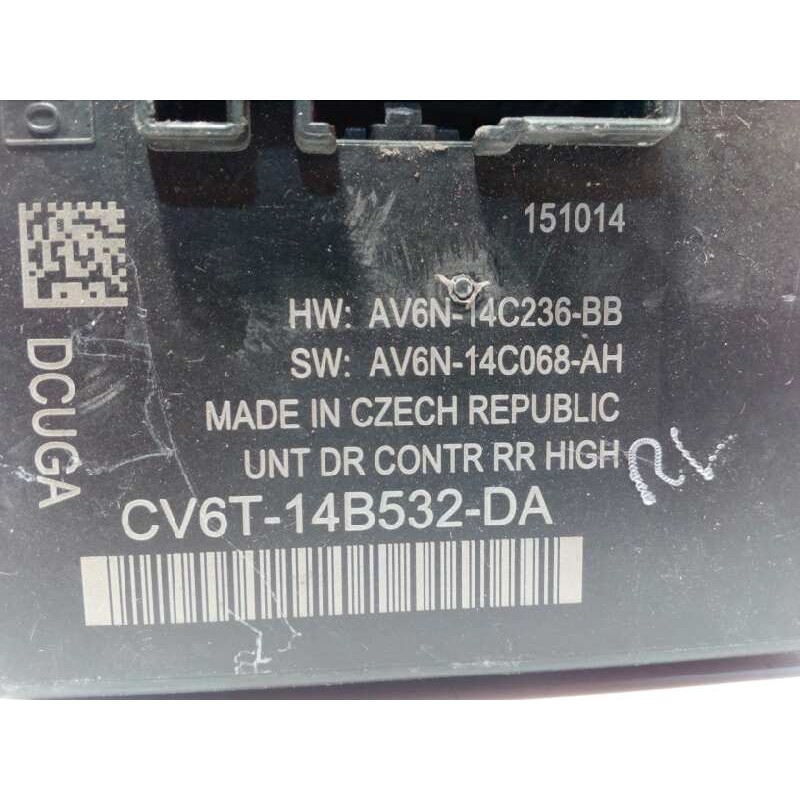 151014
HW: AV6N-14C236-BB
SW: AV6N-14C068-AH
MADE IN CZECH REPUBLIC
UNT DR CONTR RR HIGH
CV6T-14B532-DA
DCUGA